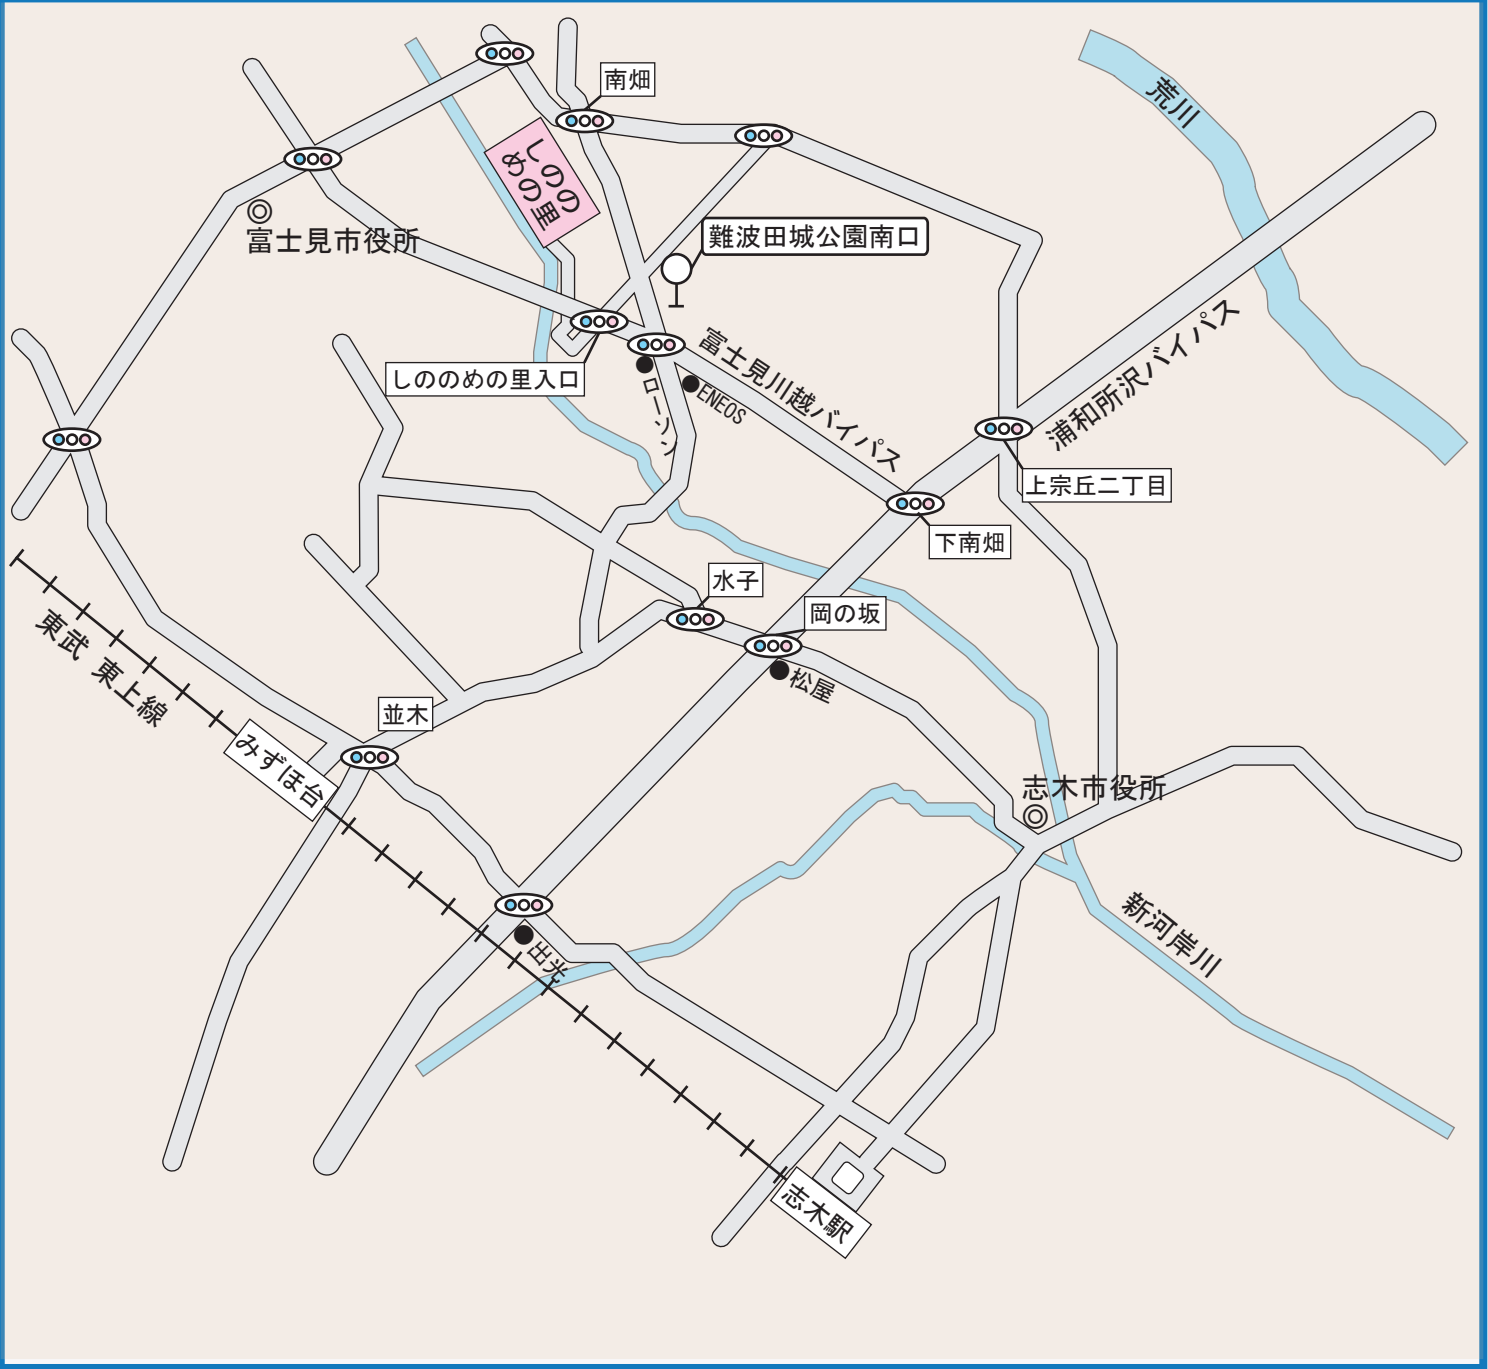 南畑
荒川
しのの
めの里
富士見市役所
難波田城公園南口
富士見川越バイパス
浦和所沢バイパス
しののめの里入口
ローソン
ENEOS
上宗丘二丁目
下南畑
水子
岡の坂
松屋
東武 東上線
並木
みずほ台
志木市役所
新河岸川
出光
志木駅